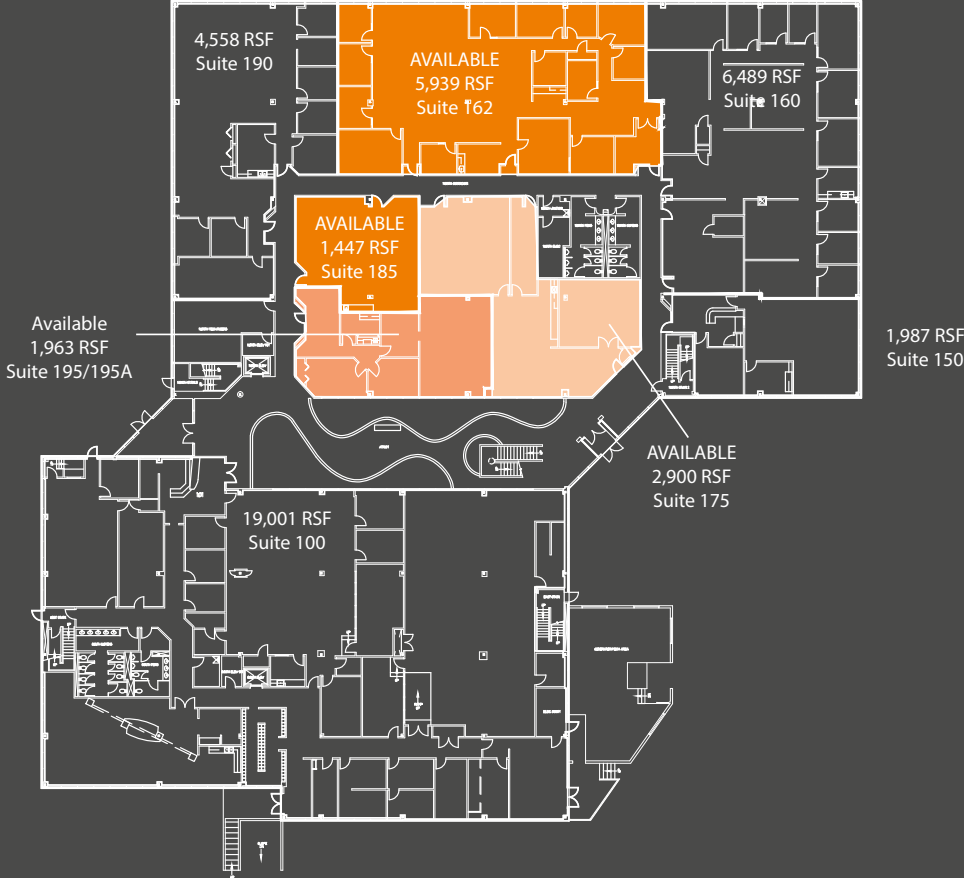 4,558 RSF
Suite 190
AVAILABLE
5,939 RSF
Suite 162
6,489 RSF
Suite 160
AVAILABLE
1,447 RSF
Suite 185
Available
1,963 RSF
Suite 195/195A
1,987 RSF
Suite 150
AVAILABLE
2,900 RSF
Suite 175
19,001 RSF
Suite 100